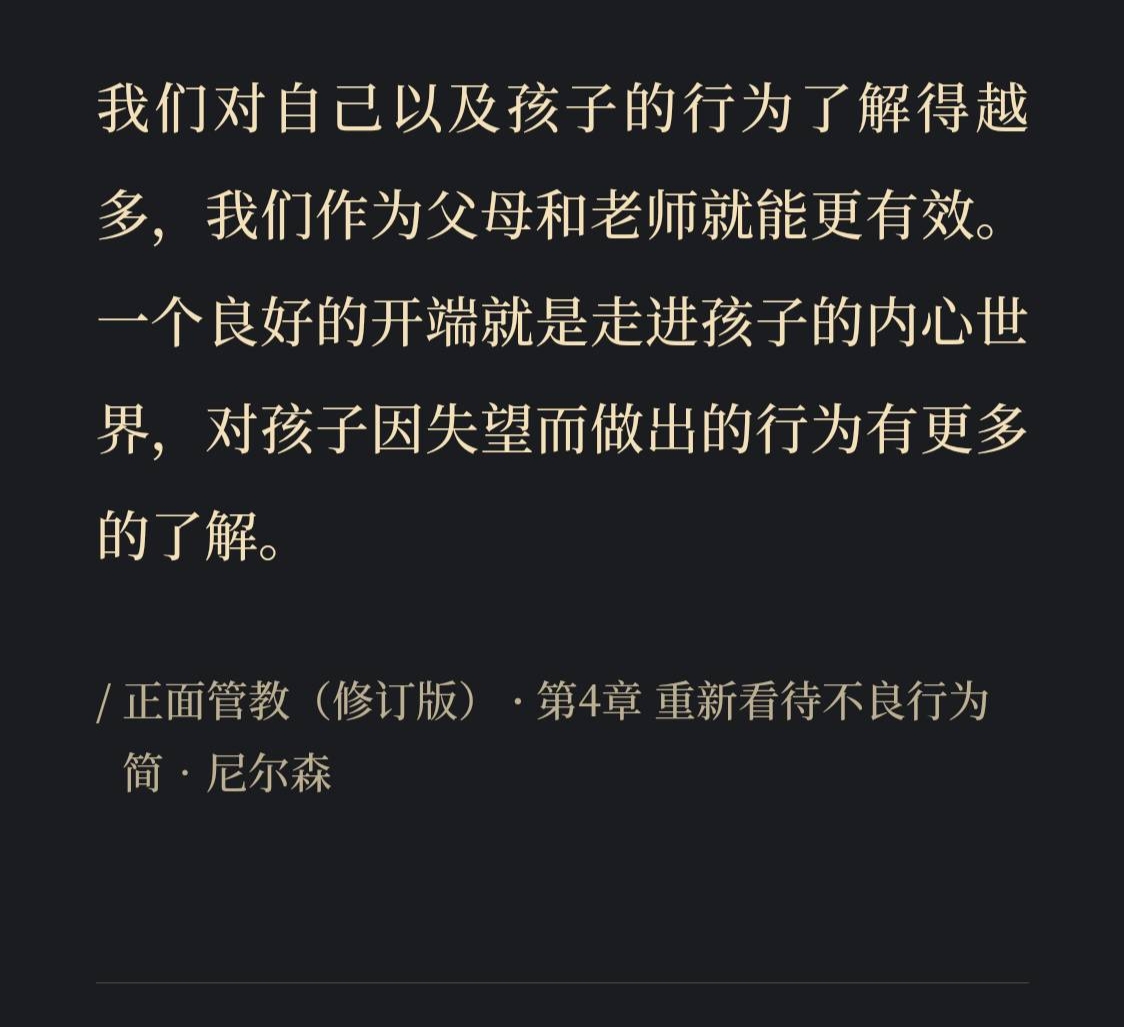 我们对自己以及孩子的行为了解得越
多，我们作为父母和老师就能更有效。
一个良好的开端就是走进孩子的内心世
界，对孩子因失望而做出的行为有更多
的了解。
/ 正面管教（修订版） · 第4章 重新看待不良行为
简 · 尼尔森